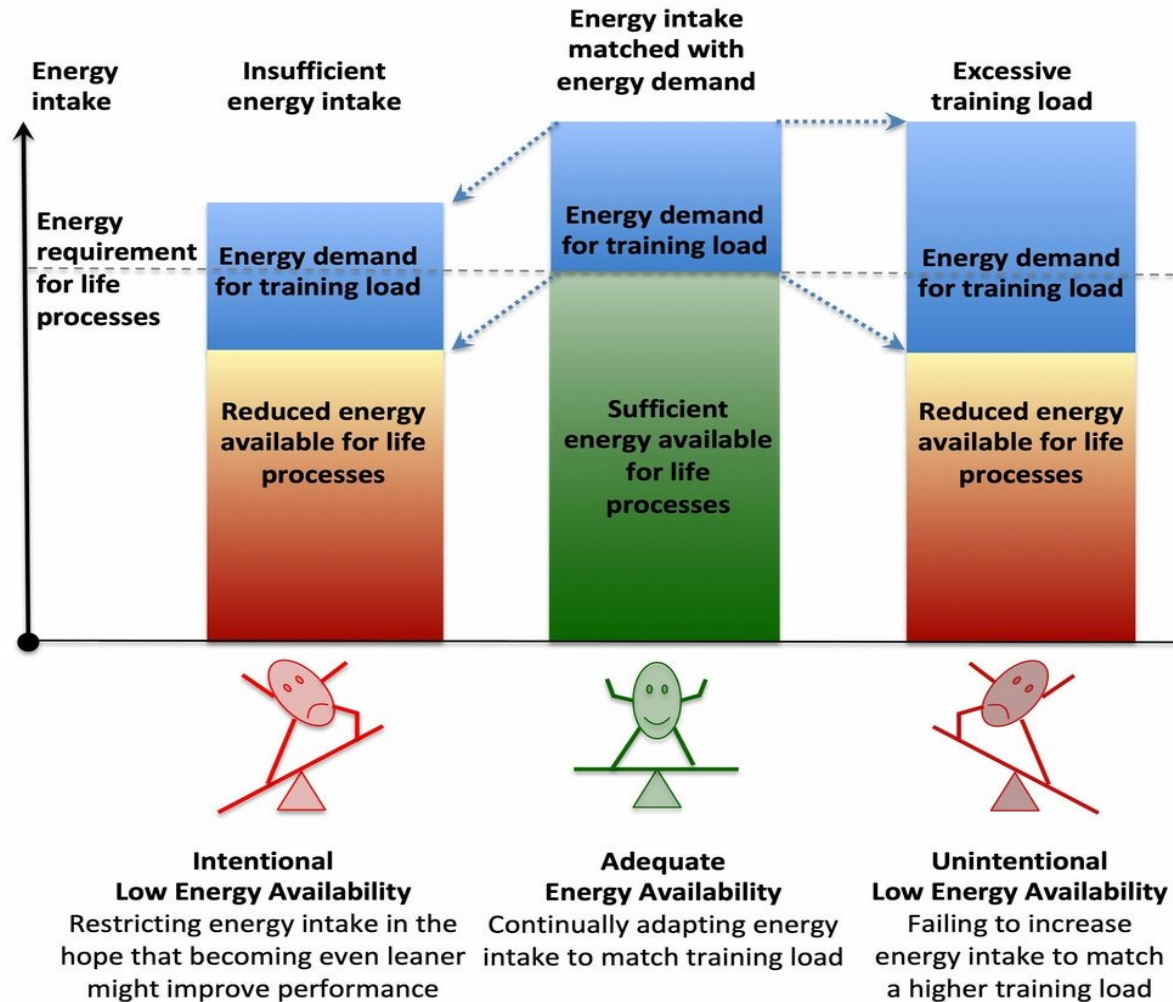 Energy
intake
Insufficient
energy intake
Energy intake
matched with
energy demand
Excessive
training load
Energy
requirement
for life
processes
Energy demand
for training load
Reduced energy
available for life
processes
Energy demand
for training load
Sufficient
energy available
for life
processes
Energy demand
for training load
Reduced energy
available for life
processes
Intentional
Low Energy Availability
Restricting energy intake in the
hope that becoming even leaner
might improve performance
Adequate
Energy Availability
Continually adapting energy
intake to match training load
Unintentional
Low Energy Availability
Failing to increase
energy intake to match
a higher training load